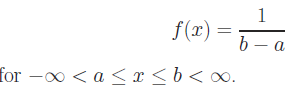 f(x) = 1 / (b − a)
for −∞ < a ≤ x ≤ b < ∞.